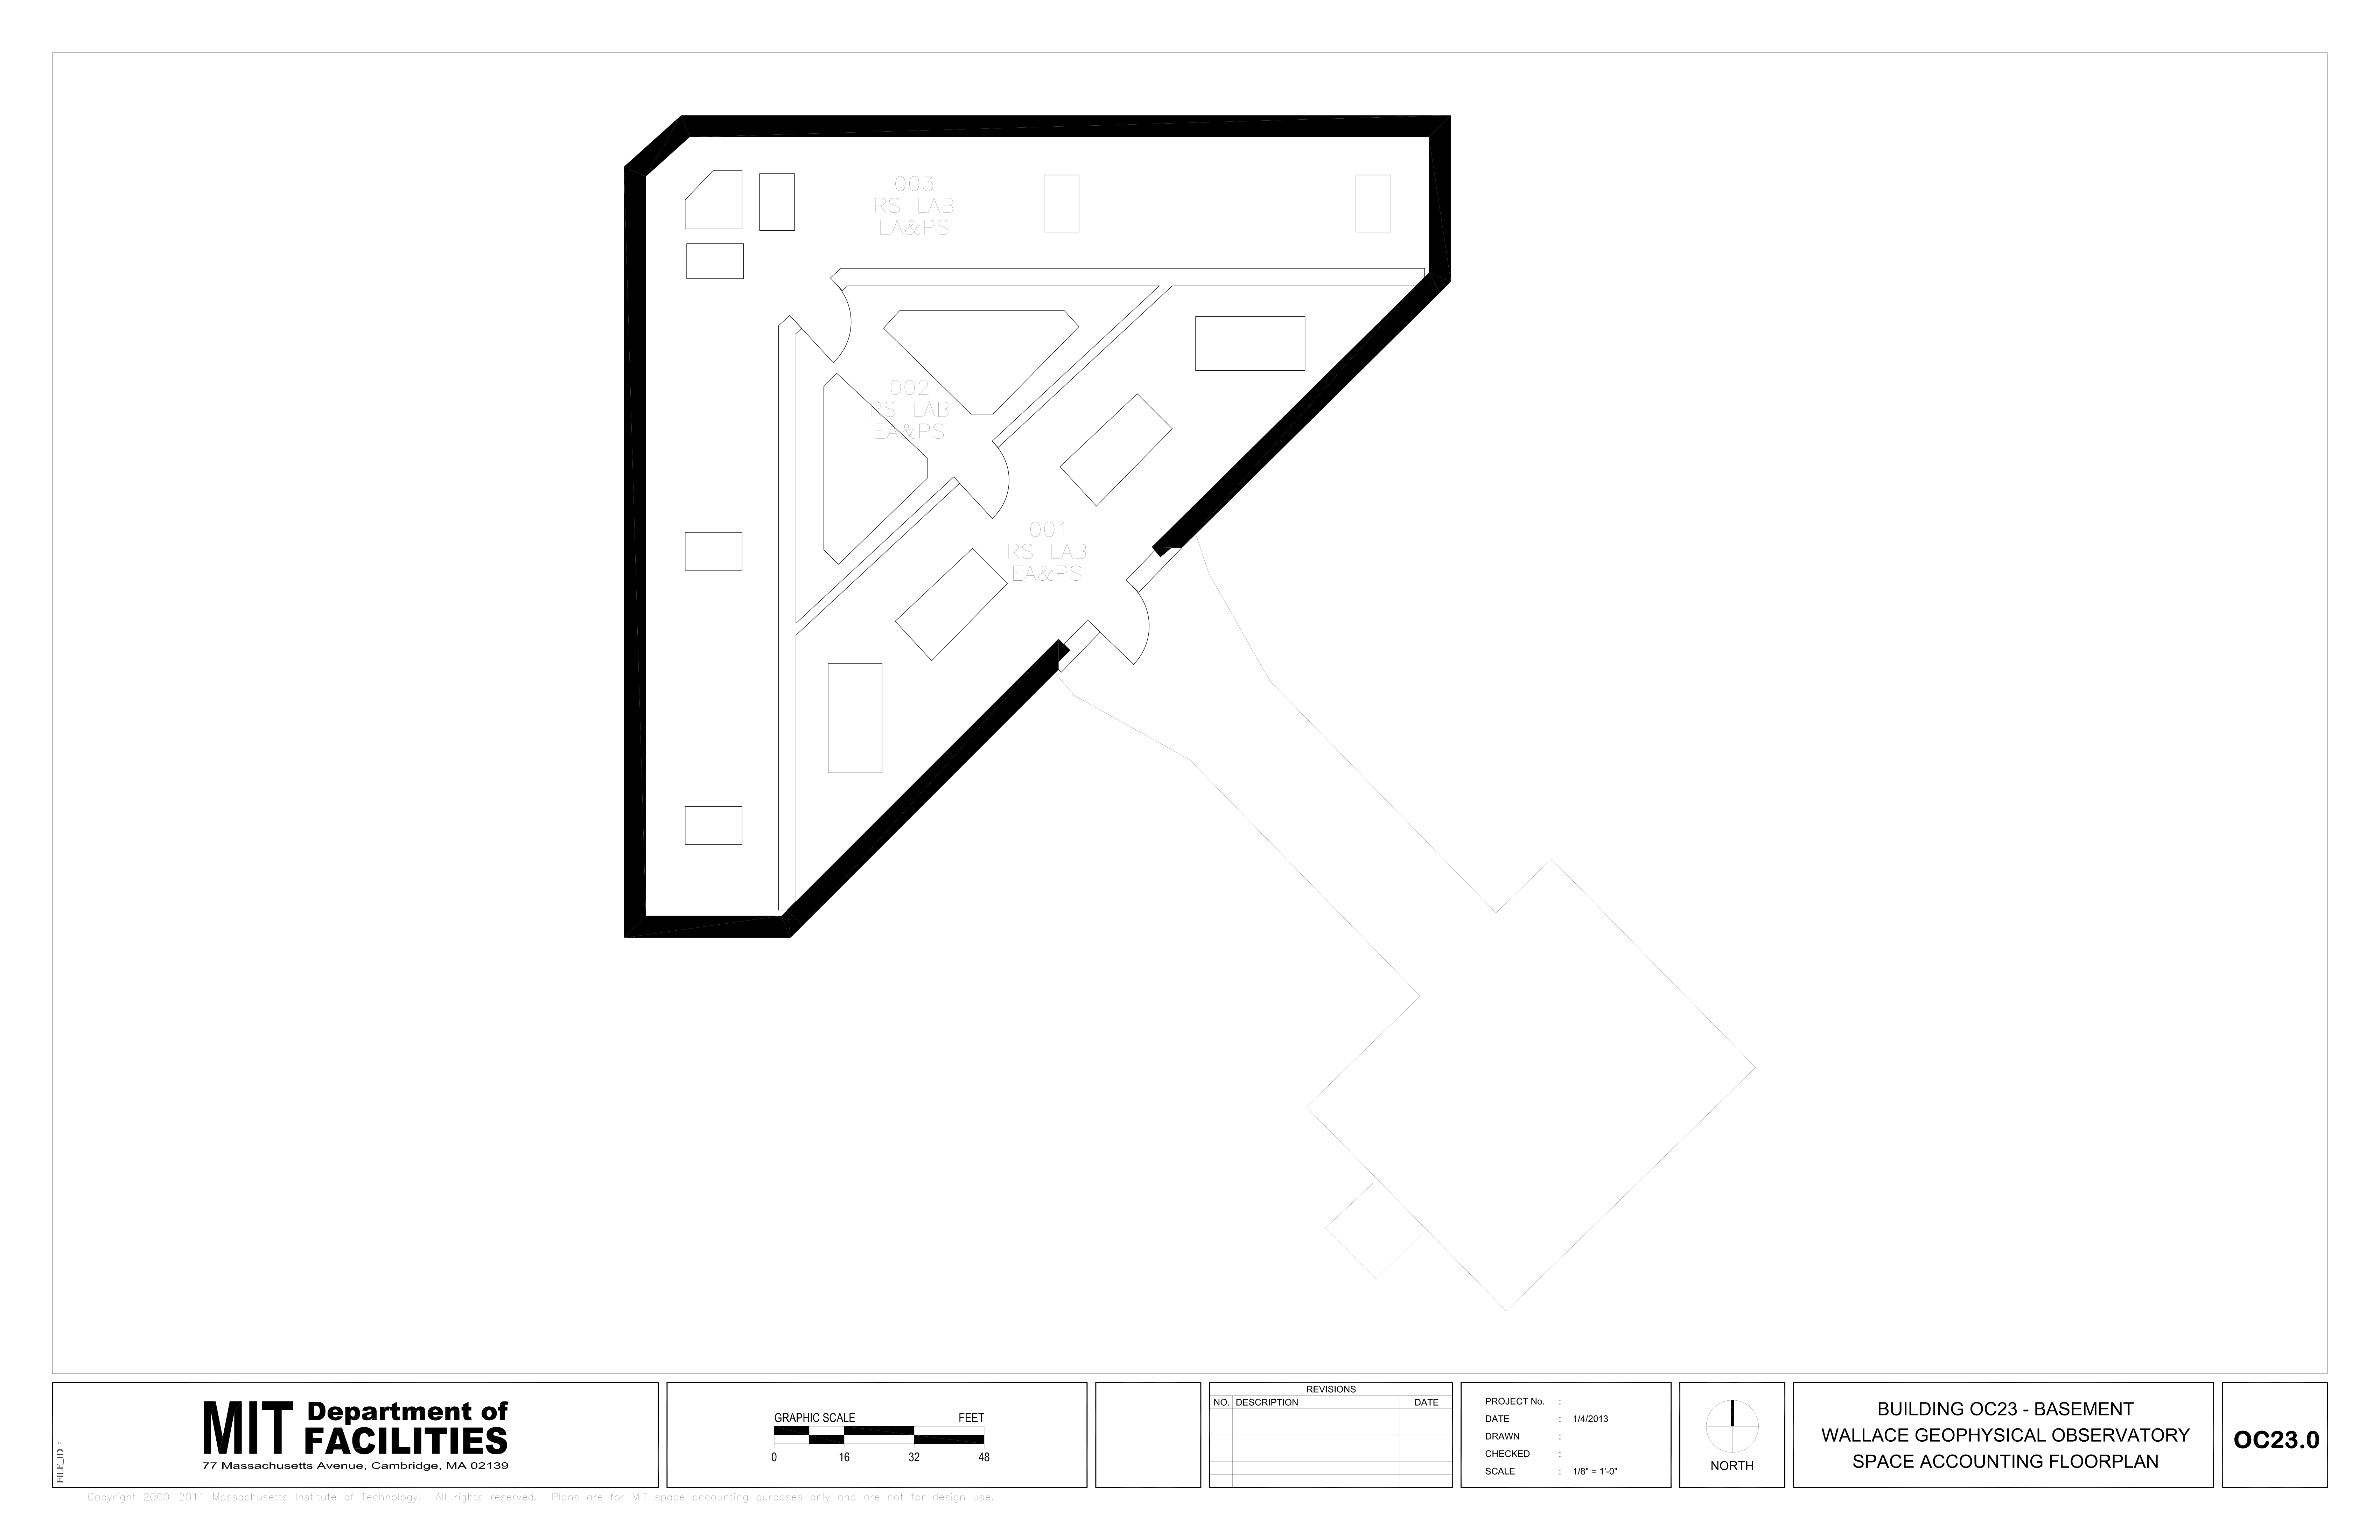 003
RS LAB
EA&PS
002
RS LAB
EA&PS
001
RS LAB
EA&PS
FILE_ID :
MIT Department of
FACILITIES
77 Massachusetts Avenue, Cambridge, MA 02139
GRAPHIC SCALE FEET
0 16 32 48
REVISIONS
NO. DESCRIPTION DATE
PROJECT No. :
DATE : 1/4/2013
DRAWN :
CHECKED :
SCALE : 1/8" = 1'-0"
NORTH
BUILDING OC23 - BASEMENT
WALLACE GEOPHYSICAL OBSERVATORY
SPACE ACCOUNTING FLOORPLAN
OC23.0
Copyright 2000-2011 Massachusetts Institute of Technology. All rights reserved. Plans are for MIT space accounting purposes only and are not for design use.